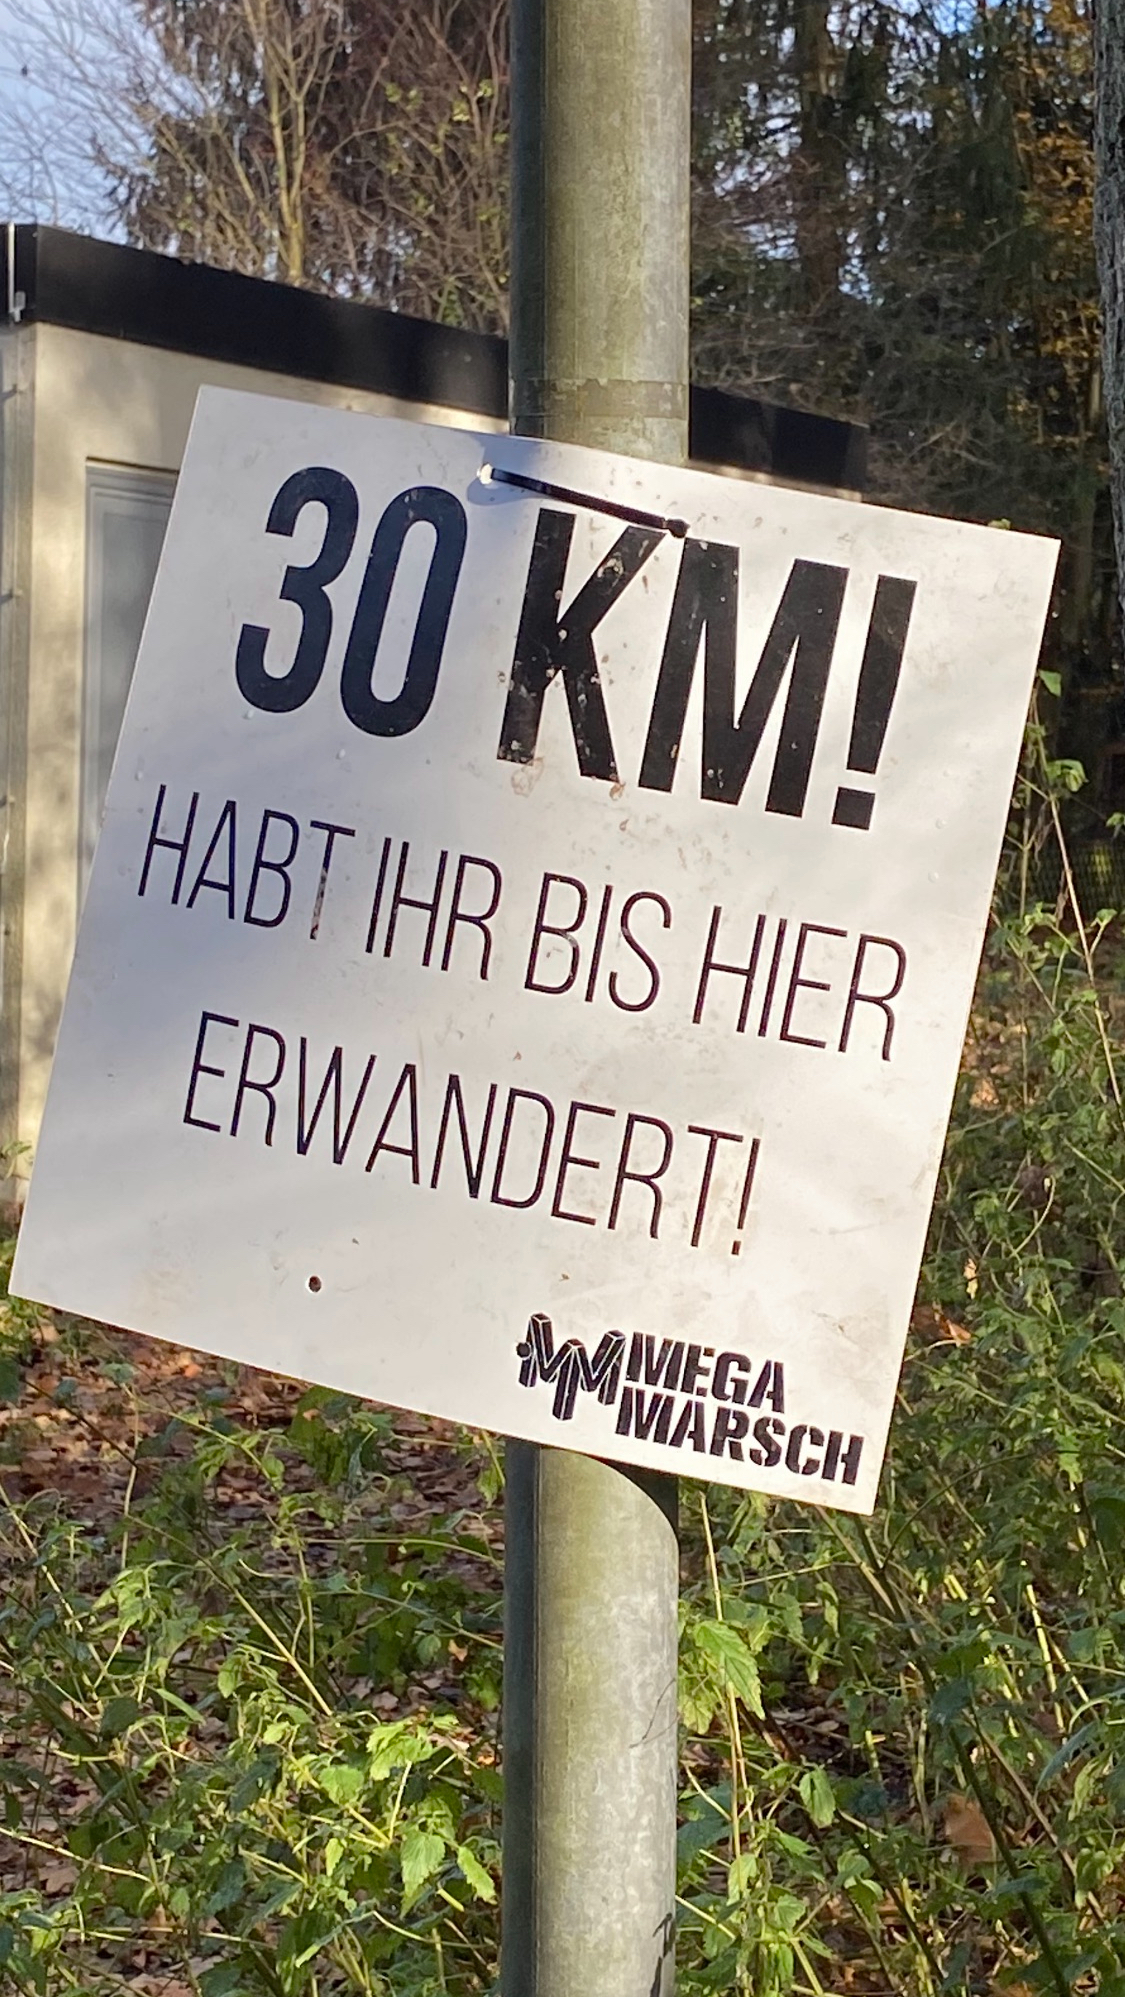 30 KM!
HABT IHR BIS HIER
ERWANDERT!
MEGA
MARSCH